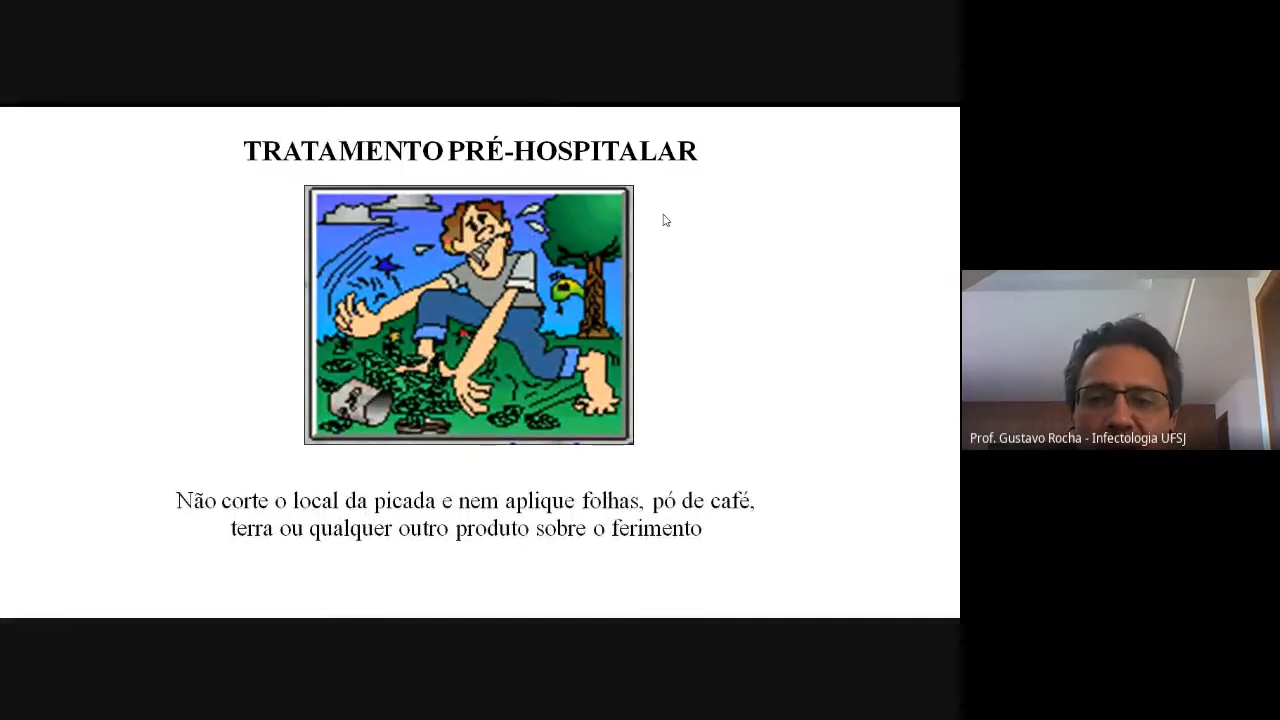 TRATAMENTO PRÉ-HOSPITALAR
Não corte o local da picada e nem aplique folhas, pó de café,
terra ou qualquer outro produto sobre o ferimento
Prof. Gustavo Rocha - Infectologia UFSJ